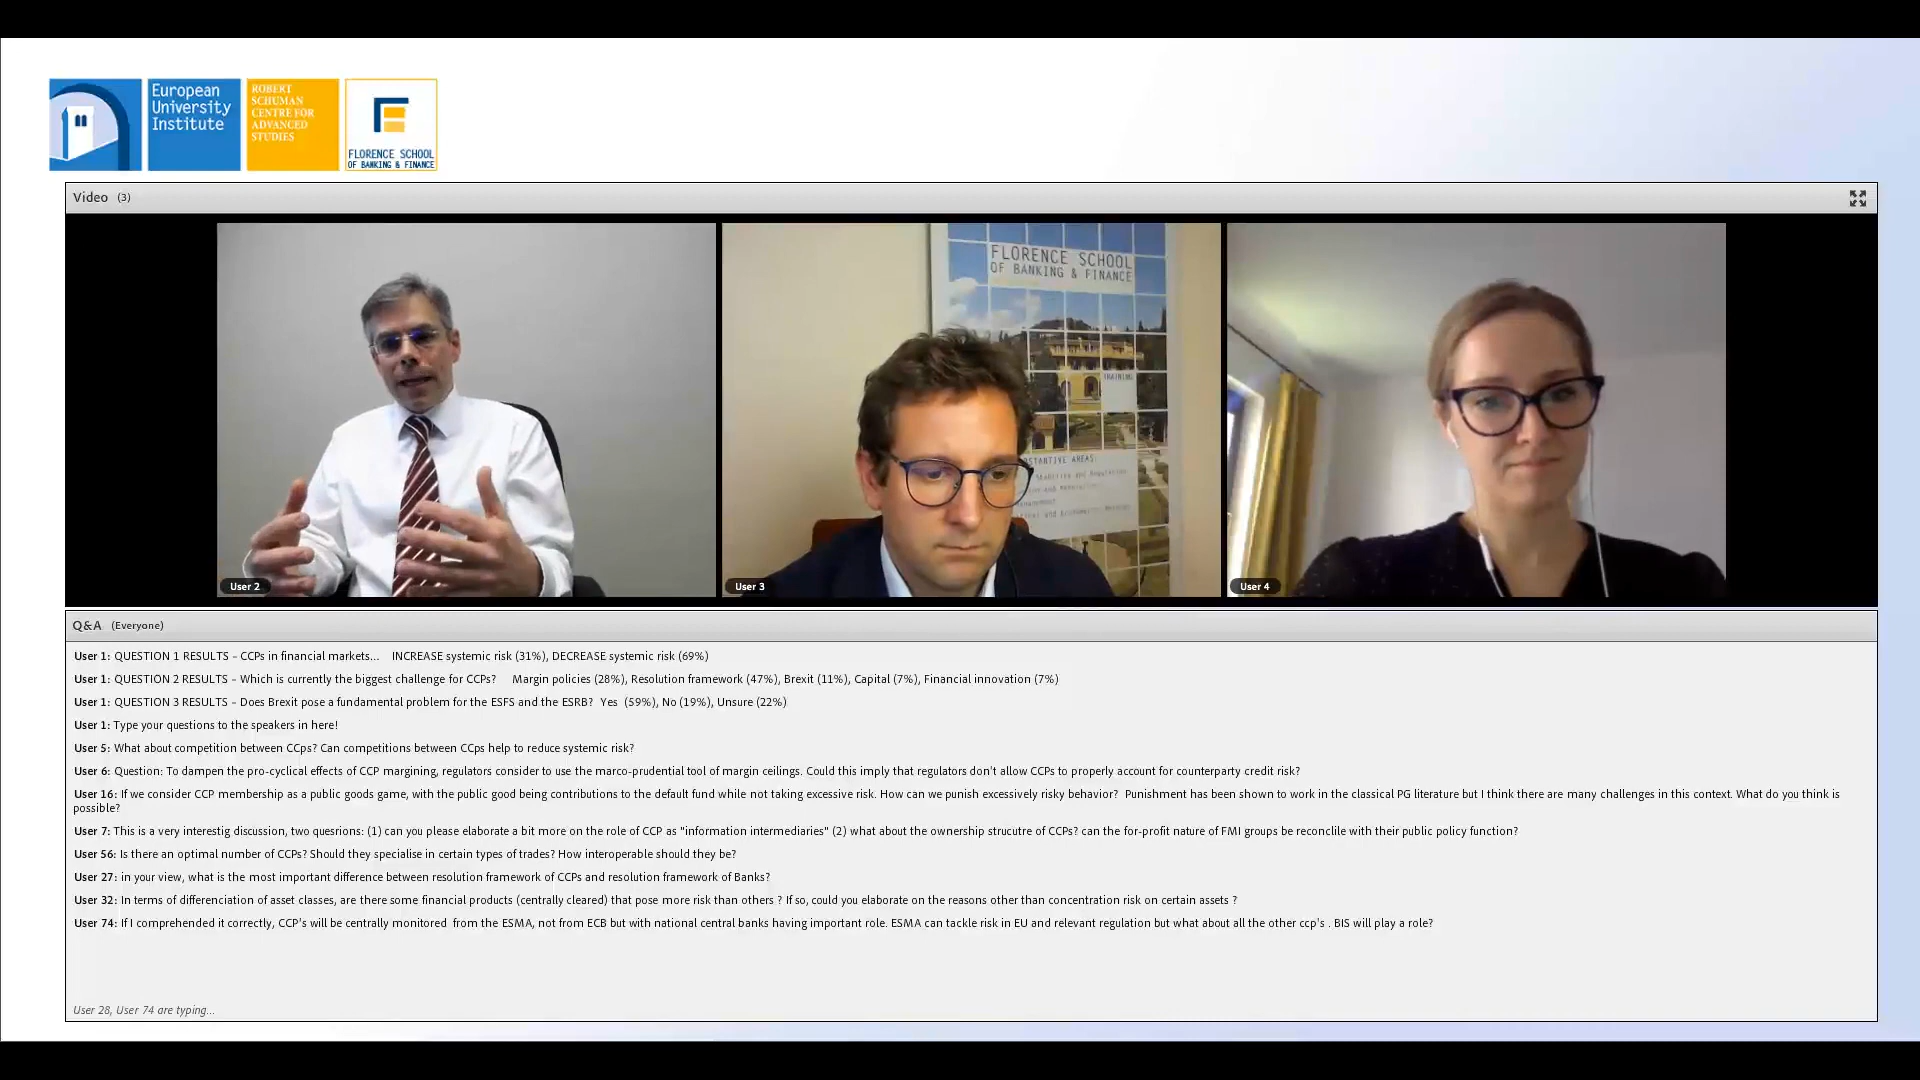 European
University
Institute
ROBERT
SCHUMAN
CENTRE FOR
ADVANCED
STUDIES
FLORENCE SCHOOL
OF BANKING & FINANCE
Video (3)
FLORENCE SCHOOL
OF BANKING & FINANCE
TRAINING
User 2
User 3
User 4
Q&A (Everyone)
User 1: QUESTION 1 RESULTS - CCPs in financial markets... INCREASE systemic risk (31%), DECREASE systemic risk (69%)
User 1: QUESTION 2 RESULTS - Which is currently the biggest challenge for CCPs? Margin policies (28%), Resolution framework (47%), Brexit (11%), Capital (7%), Financial innovation (7%)
User 1: QUESTION 3 RESULTS - Does Brexit pose a fundamental problem for the ESFS and the ESRB? Yes (59%), No (19%), Unsure (22%)
User 1: Type your questions to the speakers in here!
User 5: What about competition between CCps? Can competitions between CCps help to reduce systemic risk?
User 6: Question: To dampen the pro-cyclical effects of CCP margining, regulators consider to use the marco-prudential tool of margin ceilings. Could this imply that regulators don't allow CCPs to properly account for counterparty credit risk?
User 16: If we consider CCP membership as a public goods game, with the public good being contributions to the default fund while not taking excessive risk. How can we punish excessively risky behavior? Punishment has been shown to work in the classical PG literature but I think there are many challenges in this context. What do you think is
possible?
User 7: This is a very interestig discussion, two quesrions: (1) can you please elaborate a bit more on the role of CCP as "information intermediaries" (2) what about the ownership strucutre of CCPs? can the for-profit nature of FMI groups be reconclile with their public policy function?
User 56: Is there an optimal number of CCPs? Should they specialise in certain types of trades? How interoperable should they be?
User 27: in your view, what is the most important difference between resolution framework of CCPs and resolution framework of Banks?
User 32: In terms of differenciation of asset classes, are there some financial products (centrally cleared) that pose more risk than others ? If so, could you elaborate on the reasons other than concentration risk on certain assets ?
User 74: If I comprehended it correctly, CCP's will be centrally monitored from the ESMA, not from ECB but with national central banks having important role. ESMA can tackle risk in EU and relevant regulation but what about all the other ccp's . BIS will play a role?
User 28, User 74 are typing...